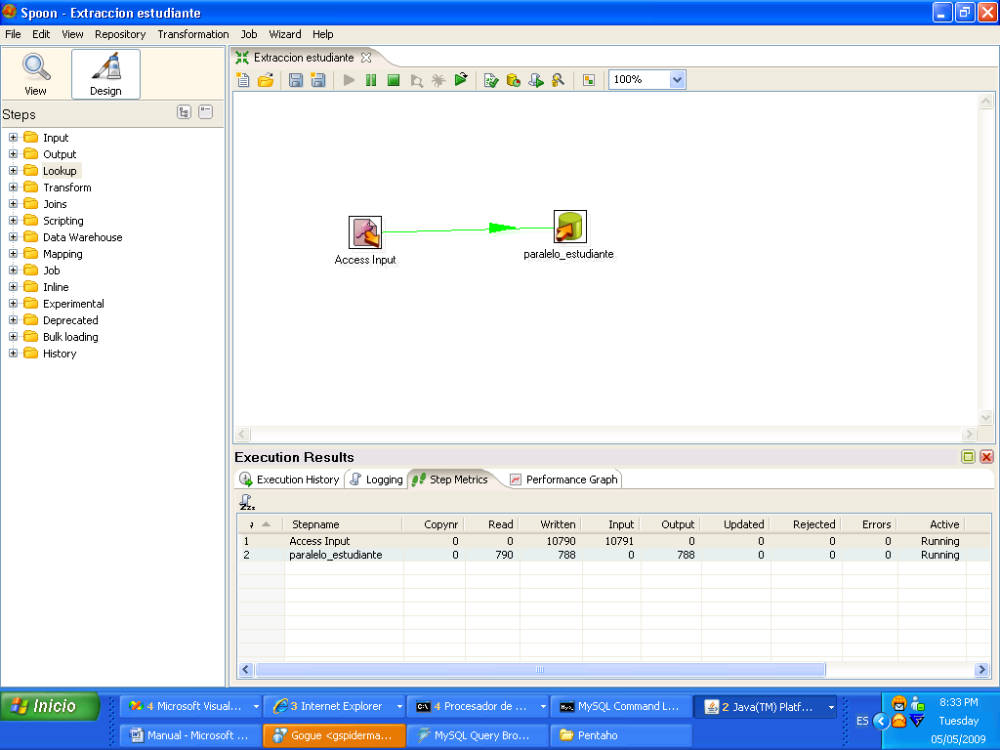 Spoon - Extraccion estudiante
File Edit View Repository Transformation Job Wizard Help
View Design
Steps
Input
Output
Lookup
Transform
Joins
Scripting
Data Warehouse
Mapping
Job
Inline
Experimental
Deprecated
Bulk loading
History
Extraccion estudiante
100%
Access Input
paralelo_estudiante
Execution Results
Execution History Logging Step Metrics Performance Graph
Stepname Copynr Read Written Input Output Updated Rejected Errors Active
1 Access Input 0 0 10790 10791 0 0 0 0 Running
2 paralelo_estudiante 0 790 788 0 788 0 0 0 Running
Inicio
4 Microsoft Visual... 3 Internet Explorer 4 Procesador de ... MySQL Command L... 2 Java(TM) Platf...
Manual - Microsoft ... Gogue <gspiderma... MySQL Query Bro... Pentaho
ES
8:33 PM
Tuesday
05/05/2009